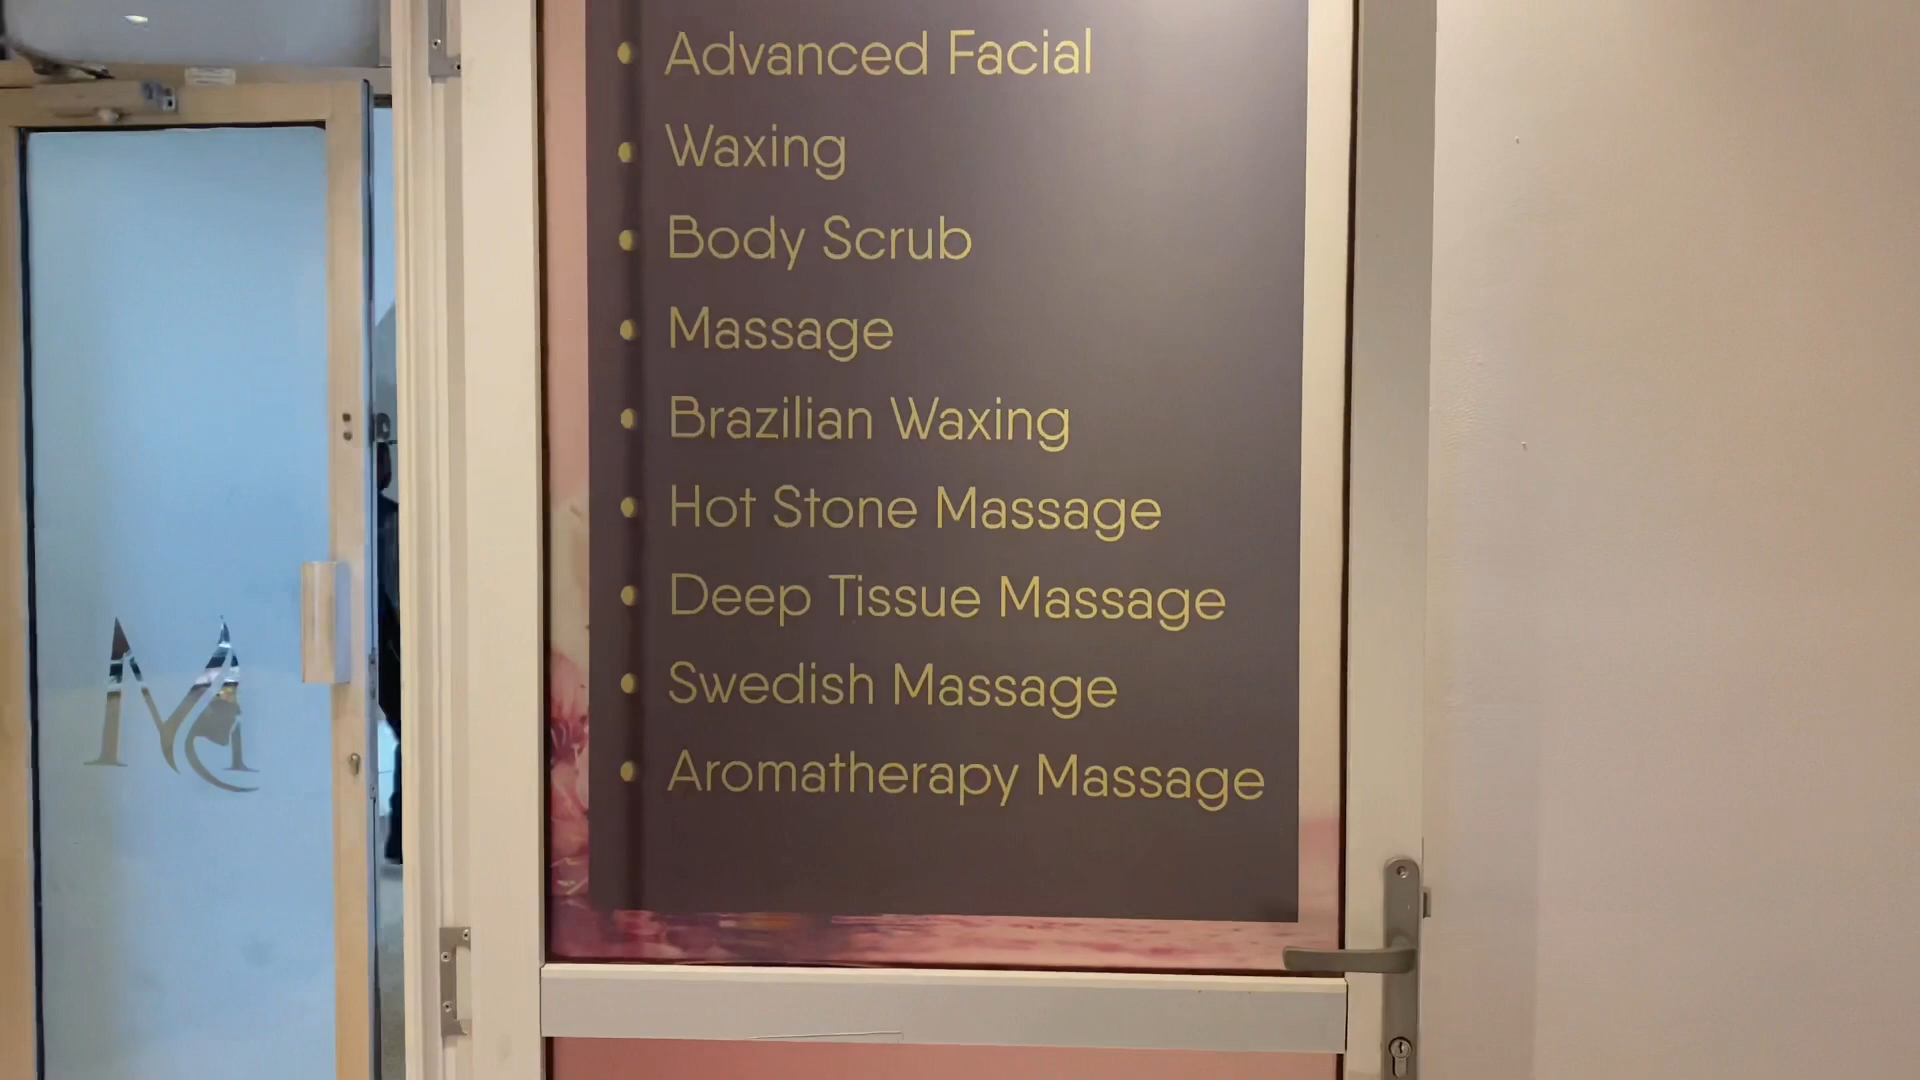 Advanced Facial
Waxing
Body Scrub
Massage
Brazilian Waxing
Hot Stone Massage
Deep Tissue Massage
Swedish Massage
Aromatherapy Massage
M